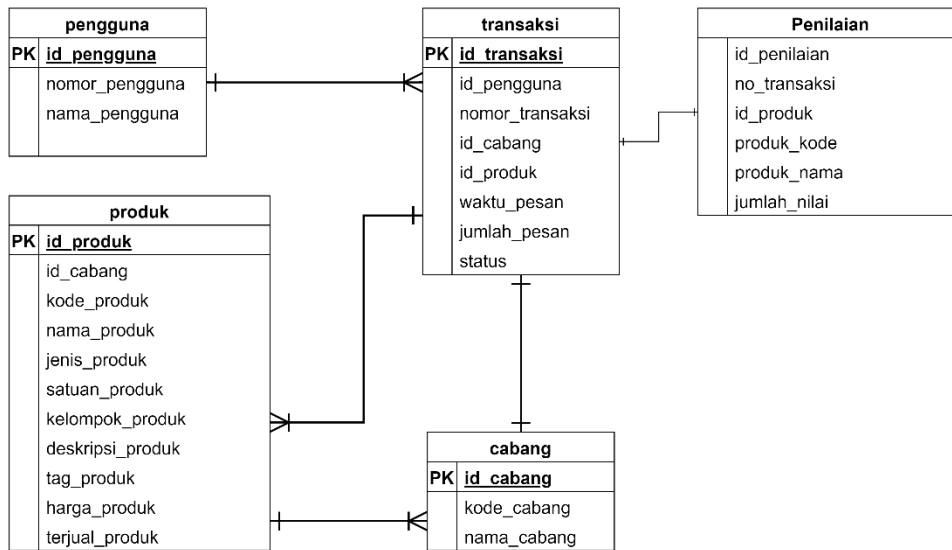 pengguna
PK id_pengguna
nomor_pengguna
nama_pengguna
transaksi
PK id_transaksi
id_pengguna
nomor_transaksi
id_cabang
id_produk
waktu_pesan
jumlah_pesan
status
Penilaian
id_penilaian
no_transaksi
id_produk
produk_kode
produk_nama
jumlah_nilai
produk
PK id_produk
id_cabang
kode_produk
nama_produk
jenis_produk
satuan_produk
kelompok_produk
deskripsi_produk
tag_produk
harga_produk
terjual_produk
cabang
PK id_cabang
kode_cabang
nama_cabang